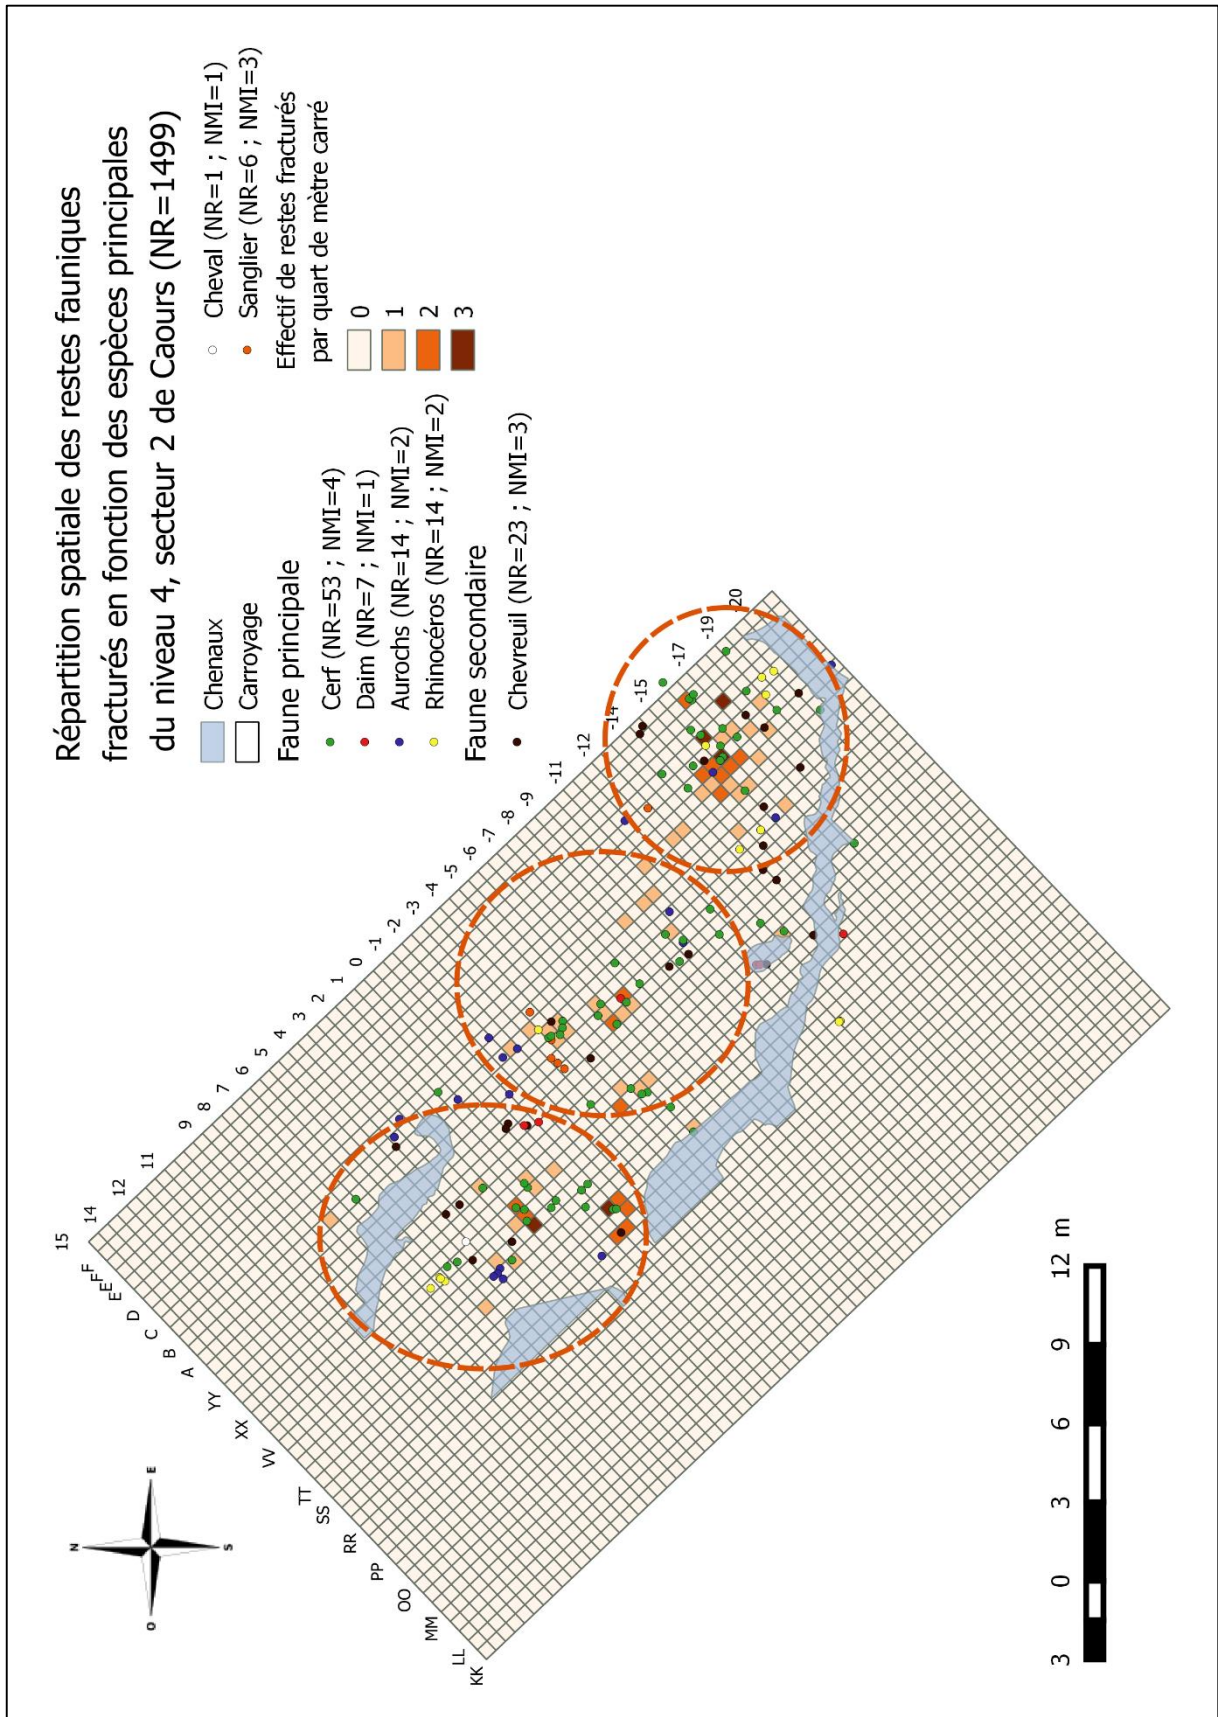 Répartition spatiale des restes fauniques
fracturés en fonction des espèces principales
du niveau 4, secteur 2 de Caours (NR=1499)
Chenaux
Carroyage
Faune principale
Cerf (NR=53 ; NMI=4)
Daim (NR=7 ; NMI=1)
Aurochs (NR=14 ; NMI=2)
Rhinocéros (NR=14 ; NMI=2)
Faune secondaire
Chevreuil (NR=23 ; NMI=3)
Cheval (NR=1 ; NMI=1)
Sanglier (NR=6 ; NMI=3)
Effectif de restes fracturés
par quart de mètre carré
0
1
2
3
N
E
S
O
15
14
12
11
9
8
7
6
5
4
3
2
1
0
-1
-2
-3
-4
-5
-6
-7
-8
-9
-11
-12
-14
-15
-17
-19
-20
F
F
E
E
D
C
B
A
YY
XX
VV
TT
SS
RR
PP
OO
MM
LL
KK
3 0 3 6 9 12 m